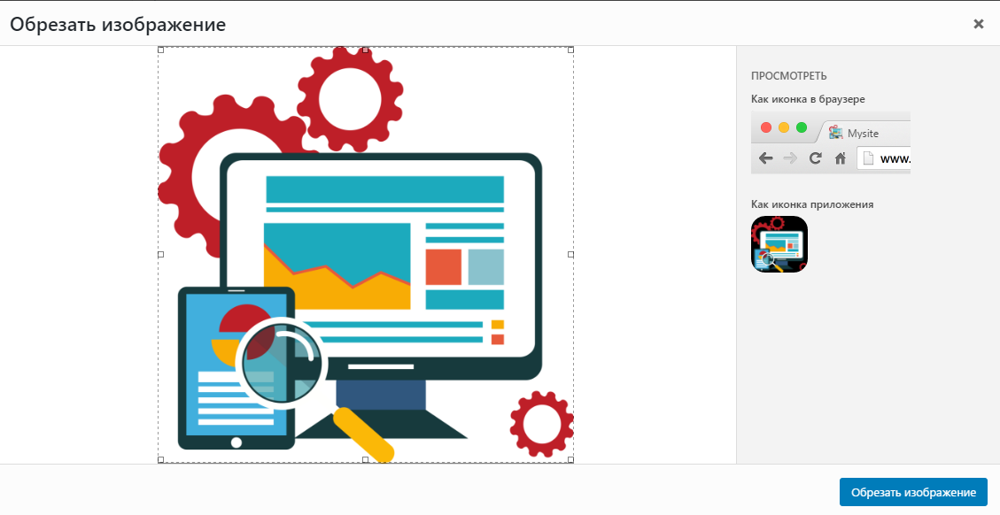 Обрезать изображение
ПРОСМОТРЕТЬ
Как иконка в браузере
Mysite
www.
Как иконка приложения
Обрезать изображение